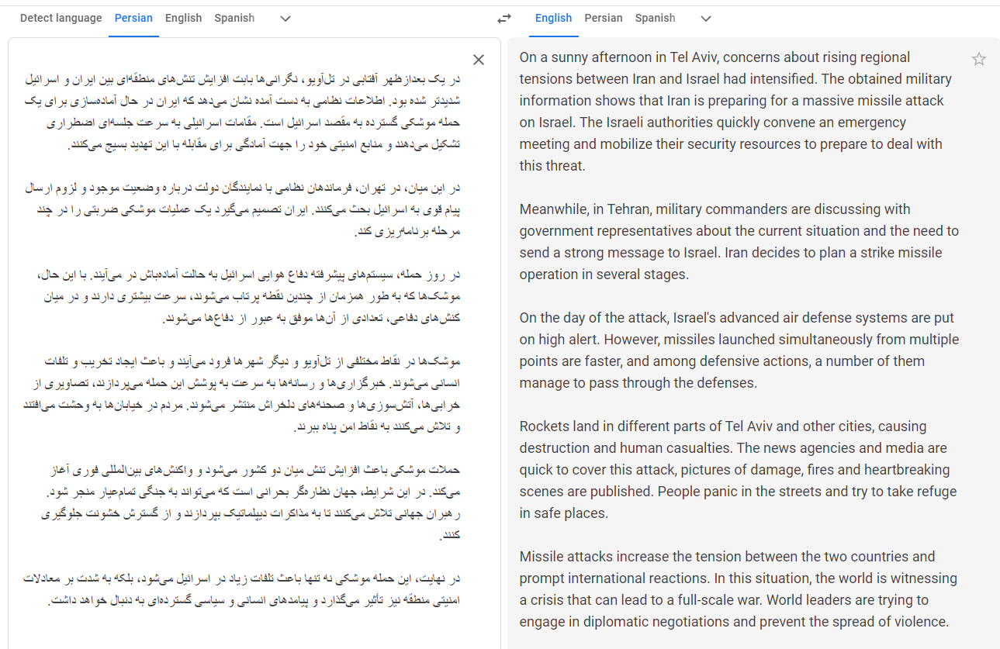 Detect language Persian English Spanish
English Persian Spanish
در یک بعدازظهر آفتابی در تل‌آویو، نگرانی‌ها بابت افزایش تنش‌های منطقه‌ای بین ایران و اسرائیل
شدیدتر شده بود. اطلاعات نظامی به دست آمده نشان می‌دهد که ایران در حال آماده‌سازی برای یک
حمله موشکی گسترده به مقصد اسرائیل است. مقامات اسرائیلی به سرعت جلسه‌ای اضطراری
تشکیل می‌دهند و منابع امنیتی خود را جهت آمادگی برای مقابله با این تهدید بسیج می‌کنند.
در این میان، در تهران، فرماندهان نظامی با نمایندگان دولت درباره وضعیت موجود و لزوم ارسال
پیام قوی به اسرائیل بحث می‌کنند. ایران تصمیم می‌گیرد یک عملیات موشکی ضربتی را در چند
مرحله برنامه‌ریزی کند.
در روز حمله، سیستم‌های پیشرفته دفاع هوایی اسرائیل به حالت آماده‌باش در می‌آیند. با این حال،
موشک‌ها که به طور همزمان از چندین نقطه پرتاب می‌شوند، سرعت بیشتری دارند و در میان
کنش‌های دفاعی، تعدادی از آن‌ها موفق به عبور از دفاع‌ها می‌شوند.
موشک‌ها در نقاط مختلفی از تل‌آویو و دیگر شهرها فرود می‌آیند و باعث ایجاد تخریب و تلفات
انسانی می‌شوند. خبرگزاری‌ها و رسانه‌ها به سرعت به پوشش این حمله می‌پردازند، تصاویری از
خرابی‌ها، آتش‌سوزی‌ها و صحنه‌های دلخراش منتشر می‌شوند. مردم در خیابان‌ها به وحشت می‌افتند
و تلاش می‌کنند به نقاط امن پناه ببرند.
حملات موشکی باعث افزایش تنش میان دو کشور می‌شود و واکنش‌های بین‌المللی فوری آغاز
می‌کند. در این شرایط، جهان نظاره‌گر بحرانی است که می‌تواند به جنگی تمام‌عیار منجر شود.
رهبران جهانی تلاش می‌کنند تا به مذاکرات دیپلماتیک بپردازند و از گسترش خشونت جلوگیری
کنند.
در نهایت، این حمله موشکی نه تنها باعث تلفات زیاد در اسرائیل می‌شود، بلکه به شدت بر معادلات
امنیتی منطقه نیز تأثیر می‌گذارد و پیامدهای انسانی و سیاسی گسترده‌ای به دنبال خواهد داشت.
On a sunny afternoon in Tel Aviv, concerns about rising regional
tensions between Iran and Israel had intensified. The obtained military
information shows that Iran is preparing for a massive missile attack
on Israel. The Israeli authorities quickly convene an emergency
meeting and mobilize their security resources to prepare to deal with
this threat.
Meanwhile, in Tehran, military commanders are discussing with
government representatives about the current situation and the need to
send a strong message to Israel. Iran decides to plan a strike missile
operation in several stages.
On the day of the attack, Israel's advanced air defense systems are put
on high alert. However, missiles launched simultaneously from multiple
points are faster, and among defensive actions, a number of them
manage to pass through the defenses.
Rockets land in different parts of Tel Aviv and other cities, causing
destruction and human casualties. The news agencies and media are
quick to cover this attack, pictures of damage, fires and heartbreaking
scenes are published. People panic in the streets and try to take refuge
in safe places.
Missile attacks increase the tension between the two countries and
prompt international reactions. In this situation, the world is witnessing
a crisis that can lead to a full-scale war. World leaders are trying to
engage in diplomatic negotiations and prevent the spread of violence.